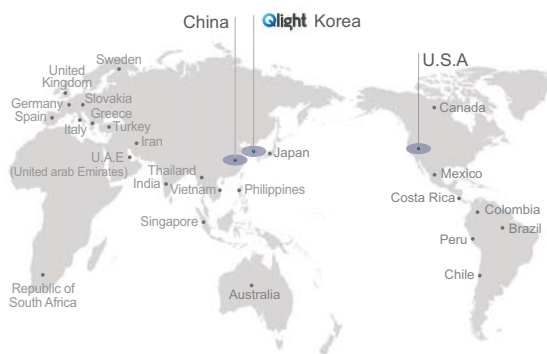 China
Qlight Korea
U.S.A
Sweden
United
Kingdom
Germany
Slovakia
Spain
Greece
Italy
Turkey
Iran
U.A.E
(United arab Emirates)
Thailand
India
Vietnam
Philippines
Japan
Singapore
Republic of
South Africa
Australia
Canada
Mexico
Costa Rica
Colombia
Brazil
Peru
Chile